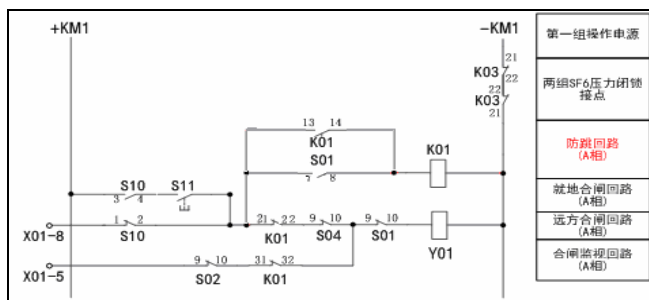 +KM1
-KM1
第一组操作电源
21
K03
22
两组SF6压力闭锁
接点
22
K03
21
13 14
K01
S01
7 8
K01
防跳回路
(A相)
S10 S11
3 4
就地合闸回路
(A相)
X01-8
1 2
S10
21 22
K01
9 10
S04
9 10
S01
Y01
远方合闸回路
(A相)
X01-5
9 10
S02
31 32
K01
合闸监视回路
(A相)